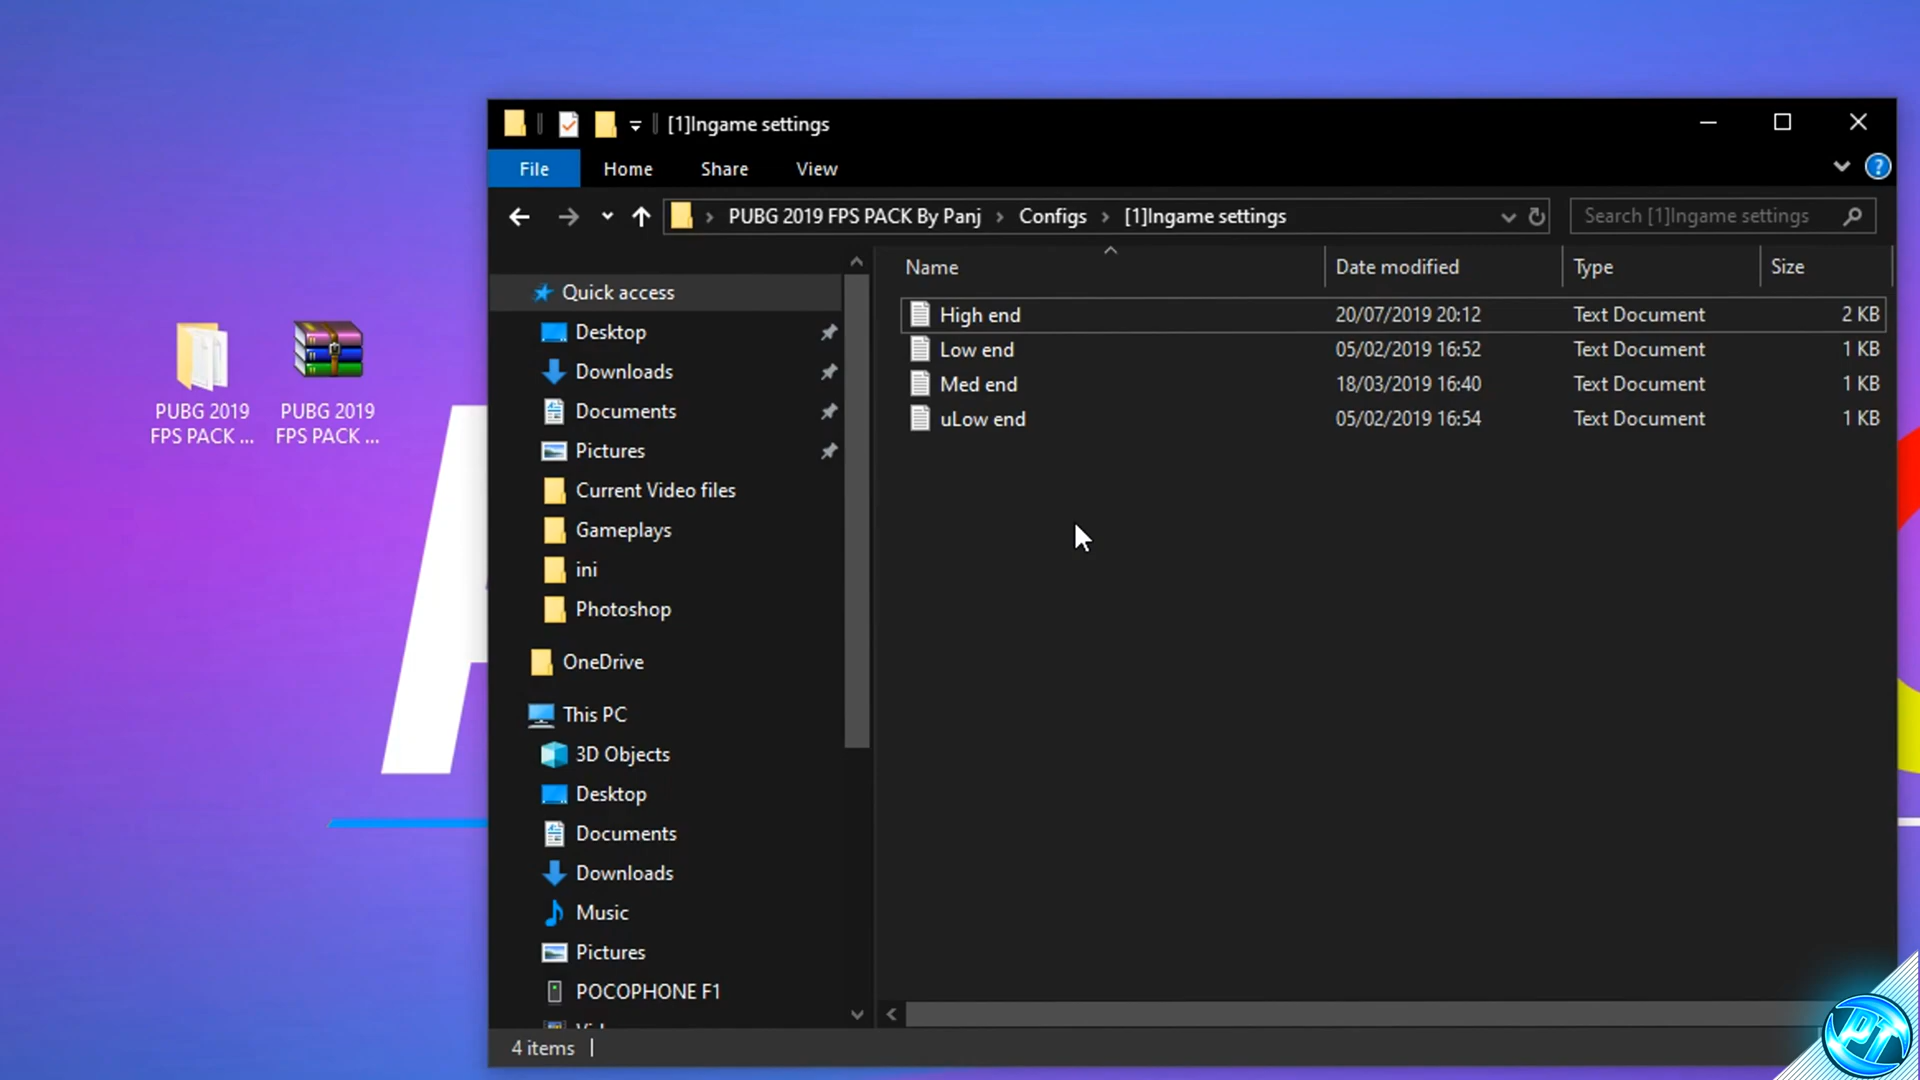 [1]Ingame settings
File Home Share View
PUBG 2019 FPS PACK By Panj Configs [1]Ingame settings
Search [1]Ingame settings
Name Date modified Type Size
High end 20/07/2019 20:12 Text Document 2 KB
Low end 05/02/2019 16:52 Text Document 1 KB
Med end 18/03/2019 16:40 Text Document 1 KB
uLow end 05/02/2019 16:54 Text Document 1 KB
Quick access
Desktop
Downloads
Documents
Pictures
Current Video files
Gameplays
ini
Photoshop
OneDrive
This PC
3D Objects
Desktop
Documents
Downloads
Music
Pictures
POCOPHONE F1
4 items
PUBG 2019
FPS PACK ...
PUBG 2019
FPS PACK ...
PT